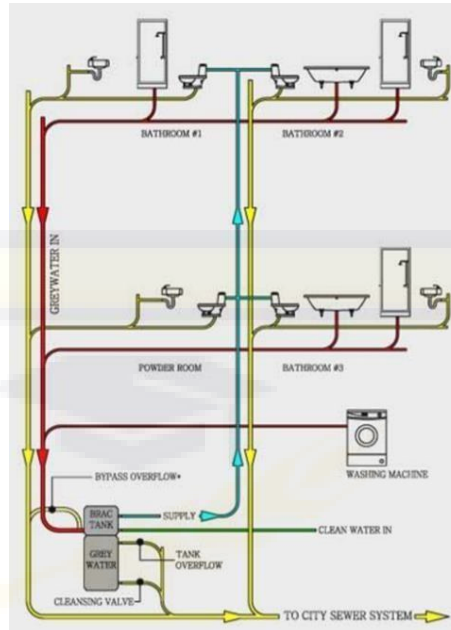 BATHROOM #1
BATHROOM #2
GREYWATER IN
POWDER ROOM
BATHROOM #3
WASHING MACHINE
BYPASS OVERFLOW*
BRAC
TANK
SUPPLY
CLEAN WATER IN
GREY
WATER
TANK
OVERFLOW
CLEANSING VALVE
TO CITY SEWER SYSTEM